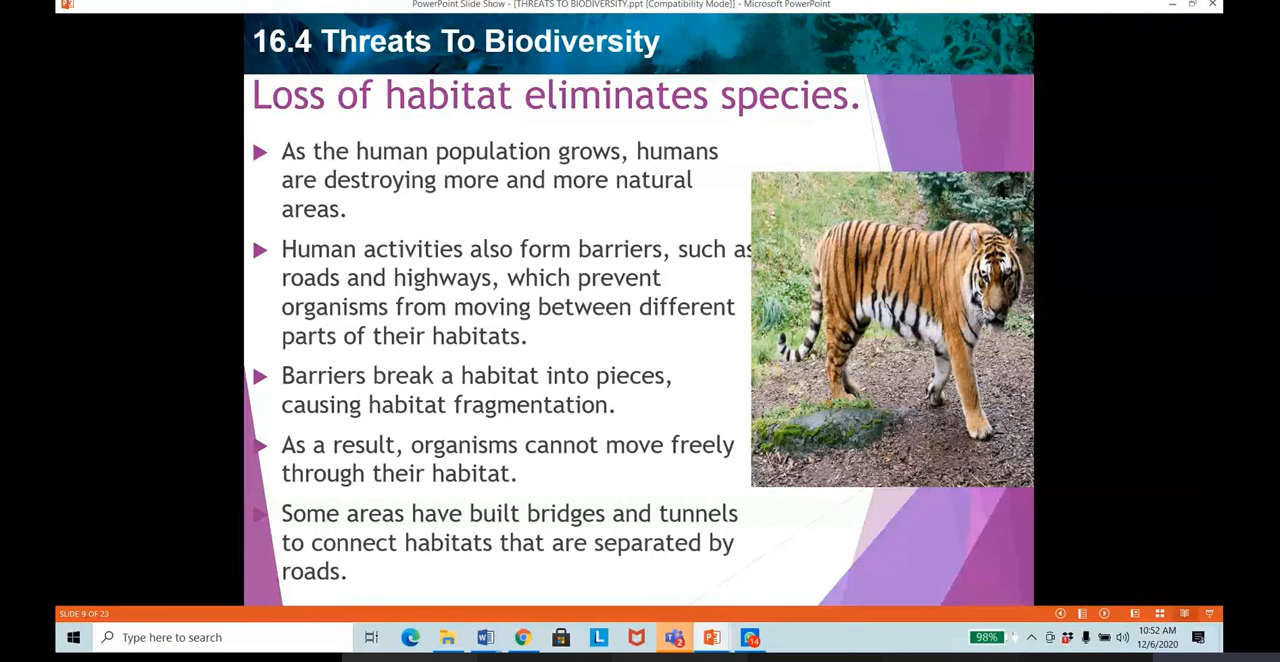 PowerPoint Slide Show - [THREATS TO BIODIVERSITY.ppt [Compatibility Mode]] - Microsoft PowerPoint
16.4 Threats To Biodiversity
Loss of habitat eliminates species.
As the human population grows, humans
are destroying more and more natural
areas.
Human activities also form barriers, such as
roads and highways, which prevent
organisms from moving between different
parts of their habitats.
Barriers break a habitat into pieces,
causing habitat fragmentation.
As a result, organisms cannot move freely
through their habitat.
Some areas have built bridges and tunnels
to connect habitats that are separated by
roads.
SLIDE 9 OF 23
Type here to search
98%
10:52 AM
12/6/2020